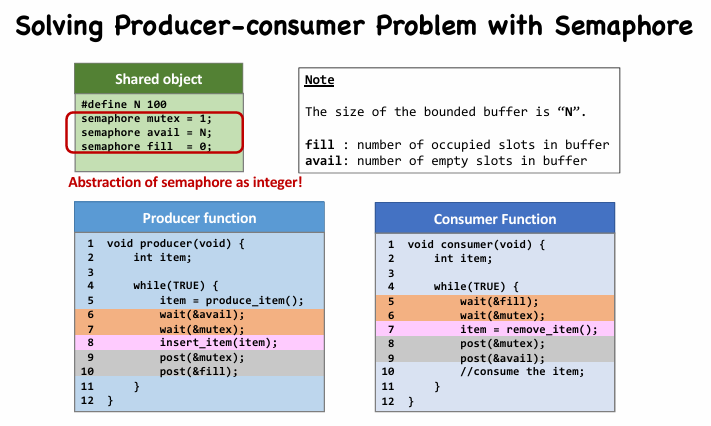 Solving Producer-consumer Problem with Semaphore
Shared object
#define N 100
semaphore mutex = 1;
semaphore avail = N;
semaphore fill  = 0;
Abstraction of semaphore as integer!
Note
The size of the bounded buffer is “N”.
fill : number of occupied slots in buffer
avail: number of empty slots in buffer
Producer function
1 void producer(void) {
2     int item;
3
4     while(TRUE) {
5         item = produce_item();
6         wait(&avail);
7         wait(&mutex);
8         insert_item(item);
9         post(&mutex);
10         post(&fill);
11     }
12 }
Consumer Function
1 void consumer(void) {
2     int item;
3
4     while(TRUE) {
5         wait(&fill);
6         wait(&mutex);
7         item = remove_item();
8         post(&mutex);
9         post(&avail);
10         //consume the item;
11     }
12 }